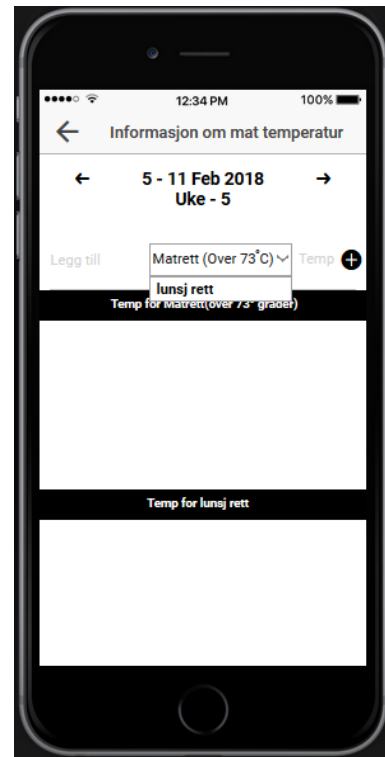 12:34 PM 100%
Informasjon om mat temperatur
5 - 11 Feb 2018
Uke - 5
Legg till Matrett (Over 73°C) Temp
lunsj rett
Temp for Matrett(over 73° grader)
Temp for lunsj rett